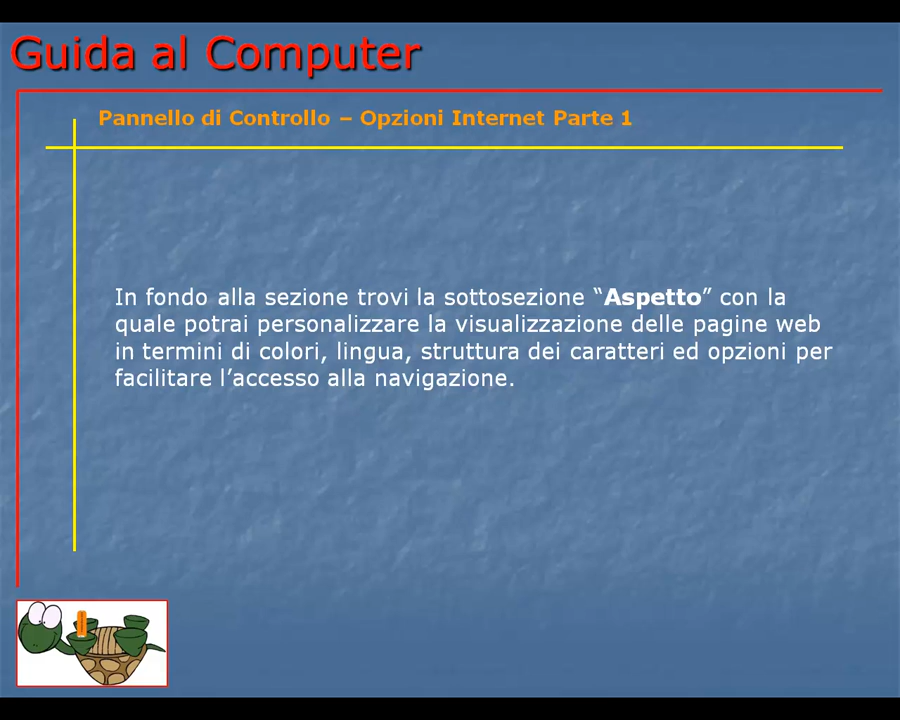 Guida al Computer
Pannello di Controllo – Opzioni Internet Parte 1
In fondo alla sezione trovi la sottosezione “Aspetto” con la
quale potrai personalizzare la visualizzazione delle pagine web
in termini di colori, lingua, struttura dei caratteri ed opzioni per
facilitare l’accesso alla navigazione.